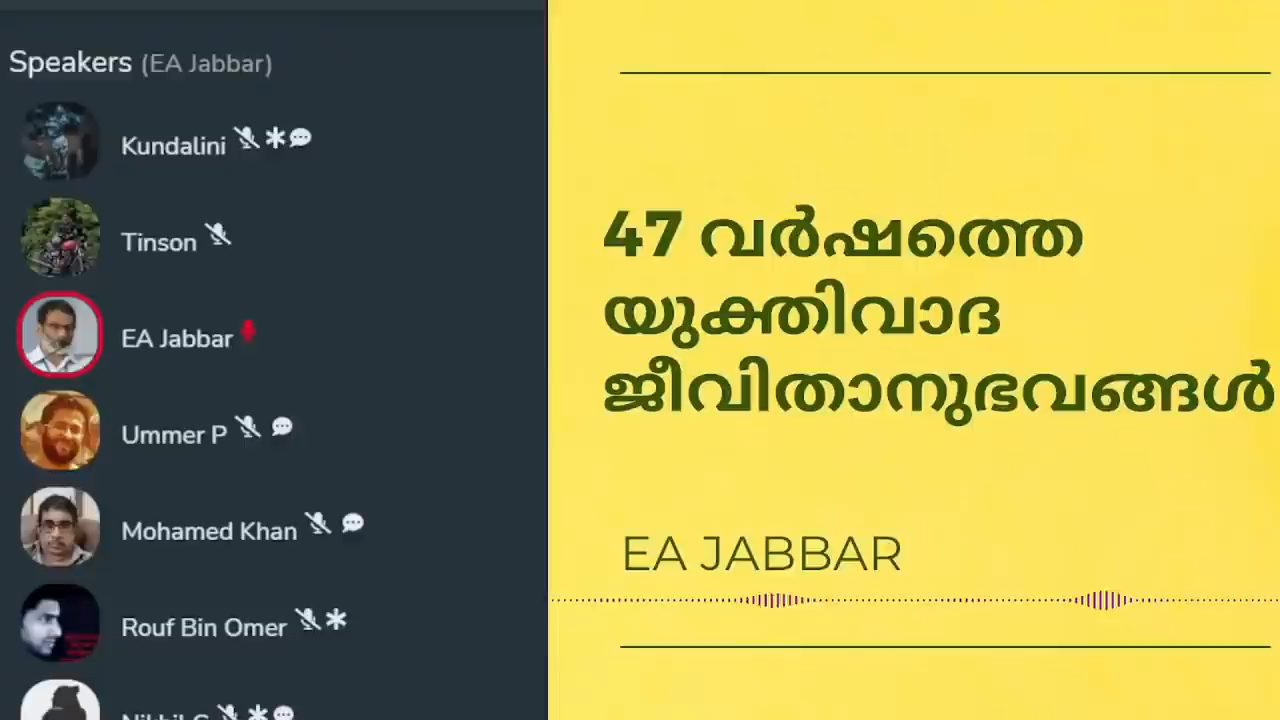 Speakers (EA Jabbar)
Kundalini
Tinson
EA Jabbar
Ummer P
Mohamed Khan
Rouf Bin Omer
47 വർഷത്തെ
യുക്തിവാദ
ജീവിതാനുഭവങ്ങൾ
EA JABBAR